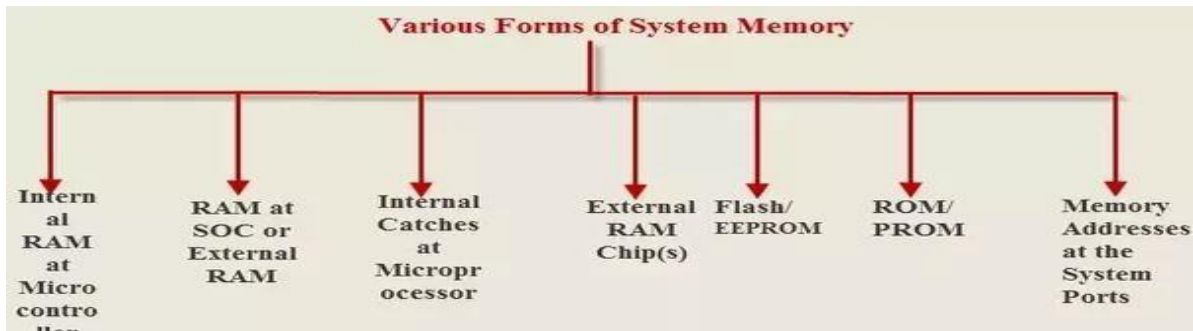 Various Forms of System Memory
Intern
al
RAM
at
Micro
contro
ller
RAM at
SOC or
External
RAM
Internal
Catches
at
Micropr
ocessor
External
RAM
Chip(s)
Flash/
EEPROM
ROM/
PROM
Memory
Addresses
at the
System
Ports